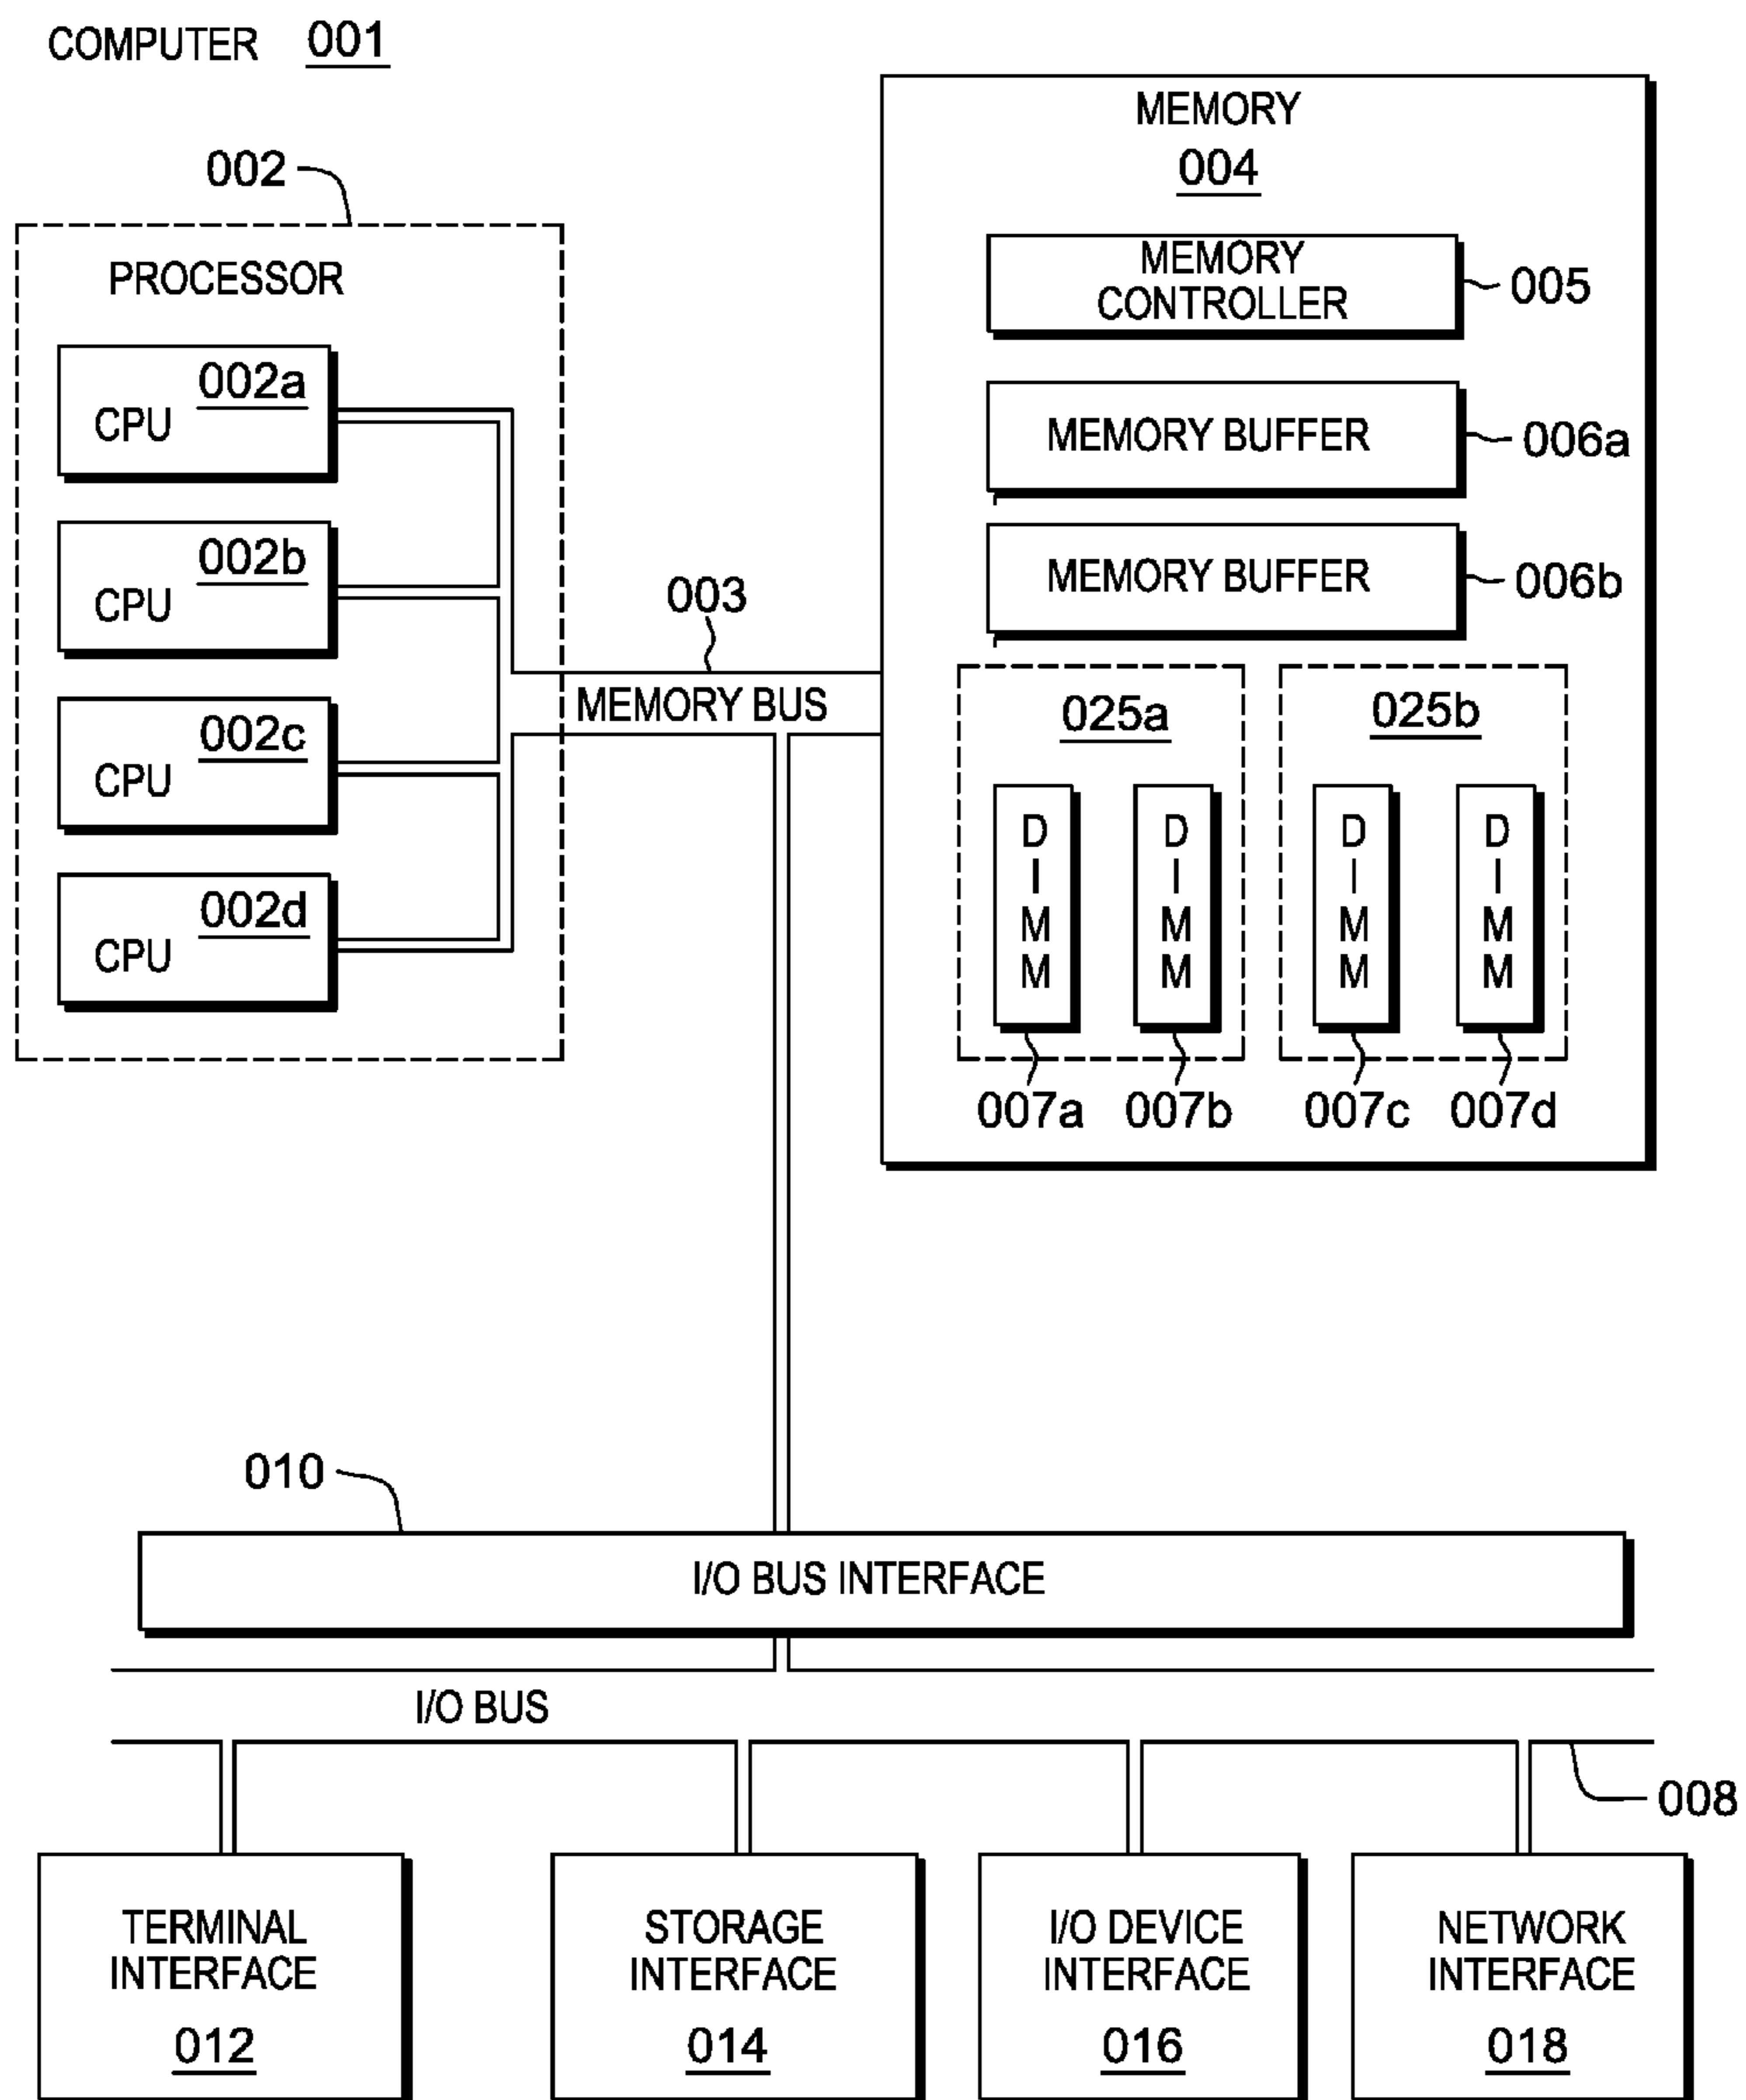 COMPUTER 001
002
PROCESSOR
002a
CPU
002b
CPU
002c
CPU
002d
CPU
003
MEMORY BUS
MEMORY
004
MEMORY
CONTROLLER
005
MEMORY BUFFER
006a
MEMORY BUFFER
006b
025a
025b
DIMM
DIMM
DIMM
DIMM
007a
007b
007c
007d
010
I/O BUS INTERFACE
I/O BUS
008
TERMINAL
INTERFACE
012
STORAGE
INTERFACE
014
I/O DEVICE
INTERFACE
016
NETWORK
INTERFACE
018